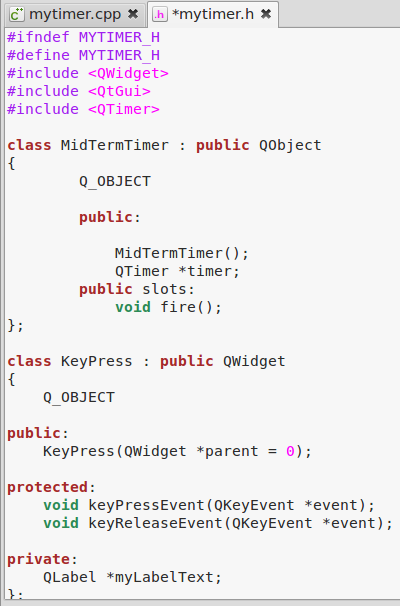 mytimer.cpp ✖ *mytimer.h ✖
#ifndef MYTIMER_H
#define MYTIMER_H
#include <QWidget>
#include <QtGui>
#include <QTimer>
class MidTermTimer : public QObject
{
Q_OBJECT
public:
MidTermTimer();
QTimer *timer;
public slots:
void fire();
};
class KeyPress : public QWidget
{
Q_OBJECT
public:
KeyPress(QWidget *parent = 0);
protected:
void keyPressEvent(QKeyEvent *event);
void keyReleaseEvent(QKeyEvent *event);
private:
QLabel *myLabelText;
};